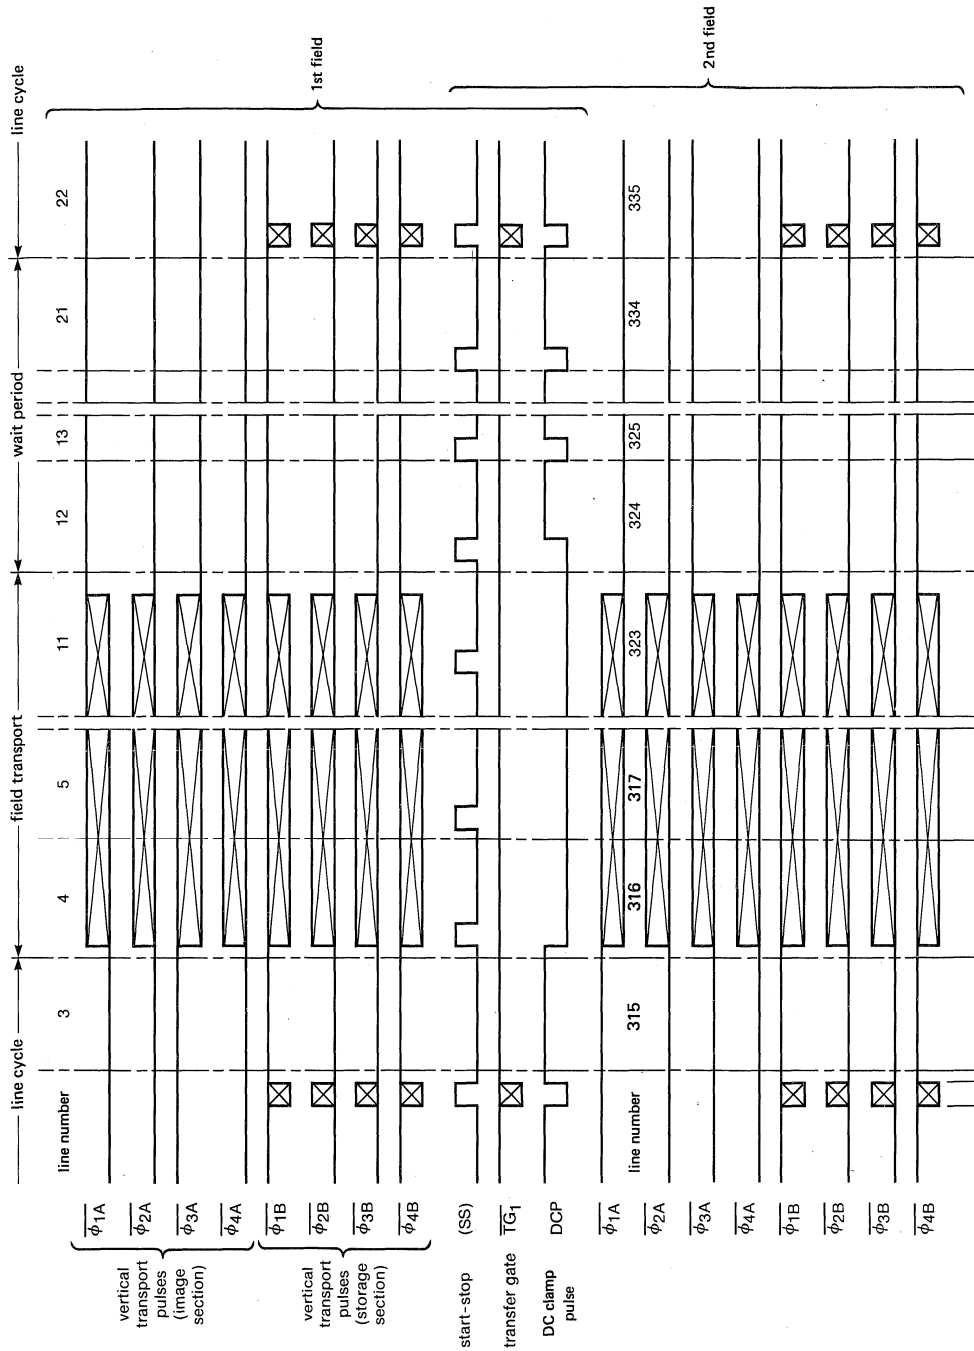 line cycle field transport wait period line cycle
line number 3 4 5 11 12 13 21 22
φ1A
φ2A
φ3A
φ4A
vertical
transport
pulses
(image
section)
φ1B
φ2B
φ3B
φ4B
vertical
transport
pulses
(storage
section)
1st field
start-stop (SS)
transfer gate TG1
DC clamp DCP
pulse
line number 315 316 317 323 324 325 334 335
φ1A
φ2A
φ3A
φ4A
φ1B
φ2B
φ3B
φ4B
2nd field